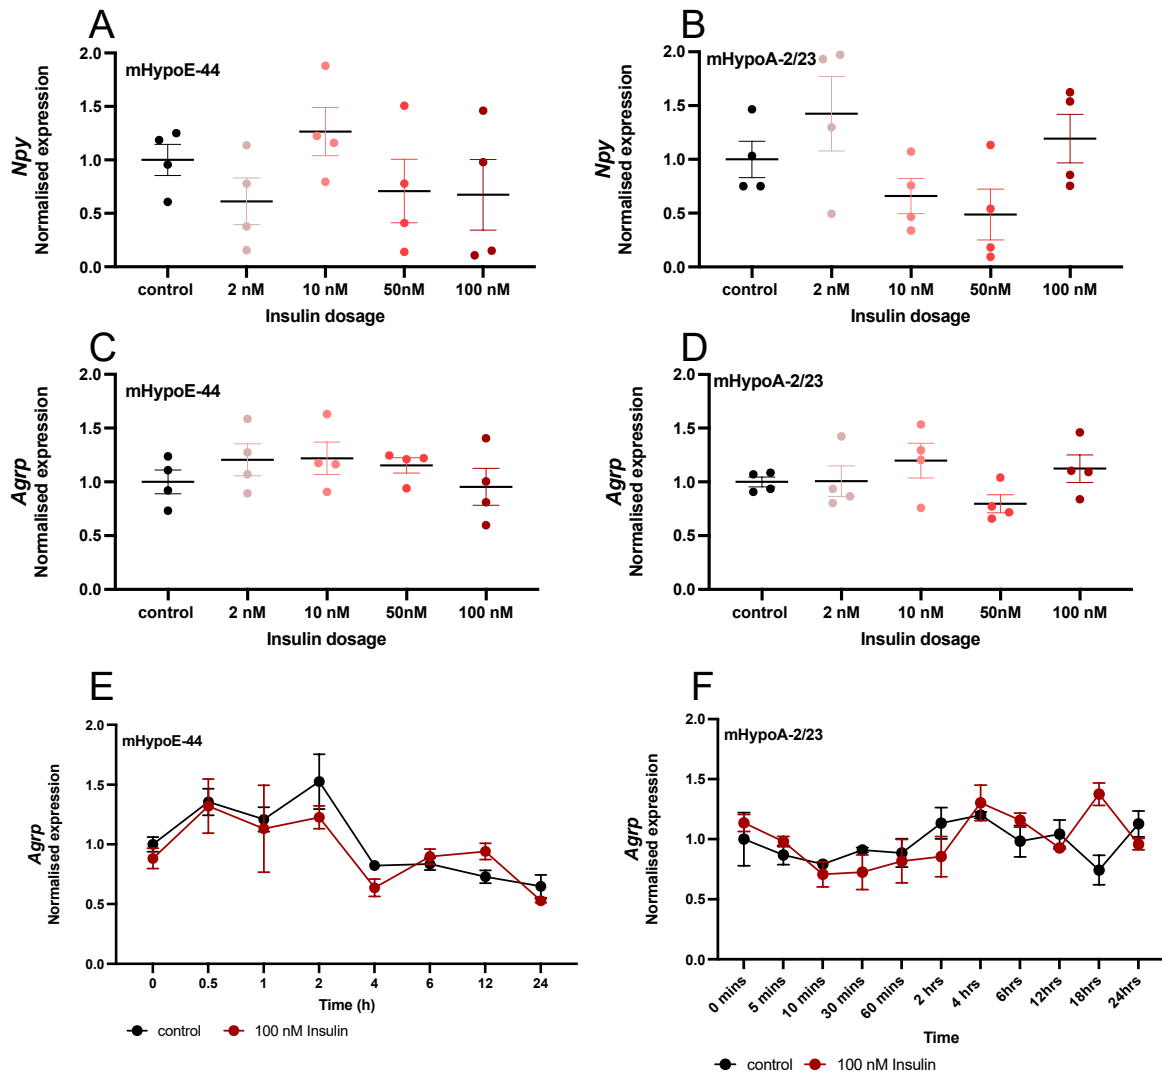 A
mHypoE-44
Npy
Normalised expression
2.0
1.5
1.0
0.5
0.0
control 2 nM 10 nM 50nM 100 nM
Insulin dosage
B
mHypoA-2/23
Npy
Normalised expression
2.0
1.5
1.0
0.5
0.0
control 2 nM 10 nM 50nM 100 nM
Insulin dosage
C
mHypoE-44
Agrp
Normalised expression
2.0
1.5
1.0
0.5
0.0
control 2 nM 10 nM 50nM 100 nM
Insulin dosage
D
mHypoA-2/23
Agrp
Normalised expression
2.0
1.5
1.0
0.5
0.0
control 2 nM 10 nM 50nM 100 nM
Insulin dosage
E
mHypoE-44
Agrp
Normalised expression
2.0
1.5
1.0
0.5
0.0
0 0.5 1 2 4 6 12 24
Time (h)
control 100 nM Insulin
F
mHypoA-2/23
Agrp
Normalised expression
2.0
1.5
1.0
0.5
0.0
0 mins 5 mins 10 mins 30 mins 60 mins 2 hrs 4 hrs 6hrs 12hrs 18hrs 24hrs
Time
control 100 nM Insulin